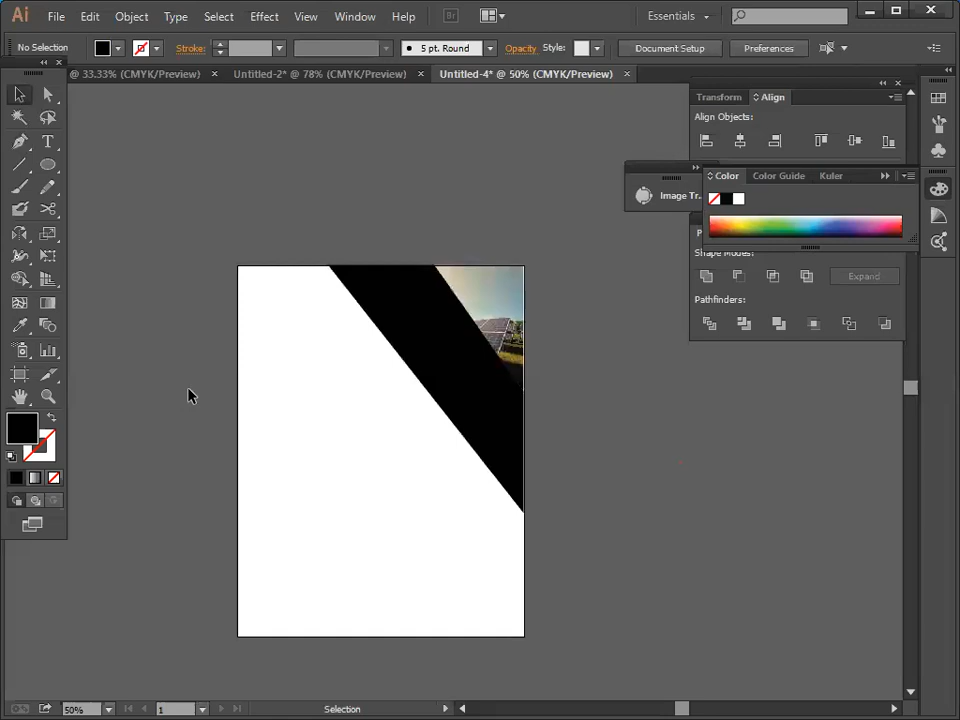 Ai File Edit Object Type Select Effect View Window Help Br Essentials
No Selection Stroke: 5 pt. Round Opacity Style: Document Setup Preferences
@ 33.33% (CMYK/Preview) × Untitled-2* @ 78% (CMYK/Preview) × Untitled-4* @ 50% (CMYK/Preview) ×
Transform Align
Align Objects:
Color Color Guide Kuler
Image Tr..
Shape Modes:
Expand
Pathfinders:
50% 1 Selection